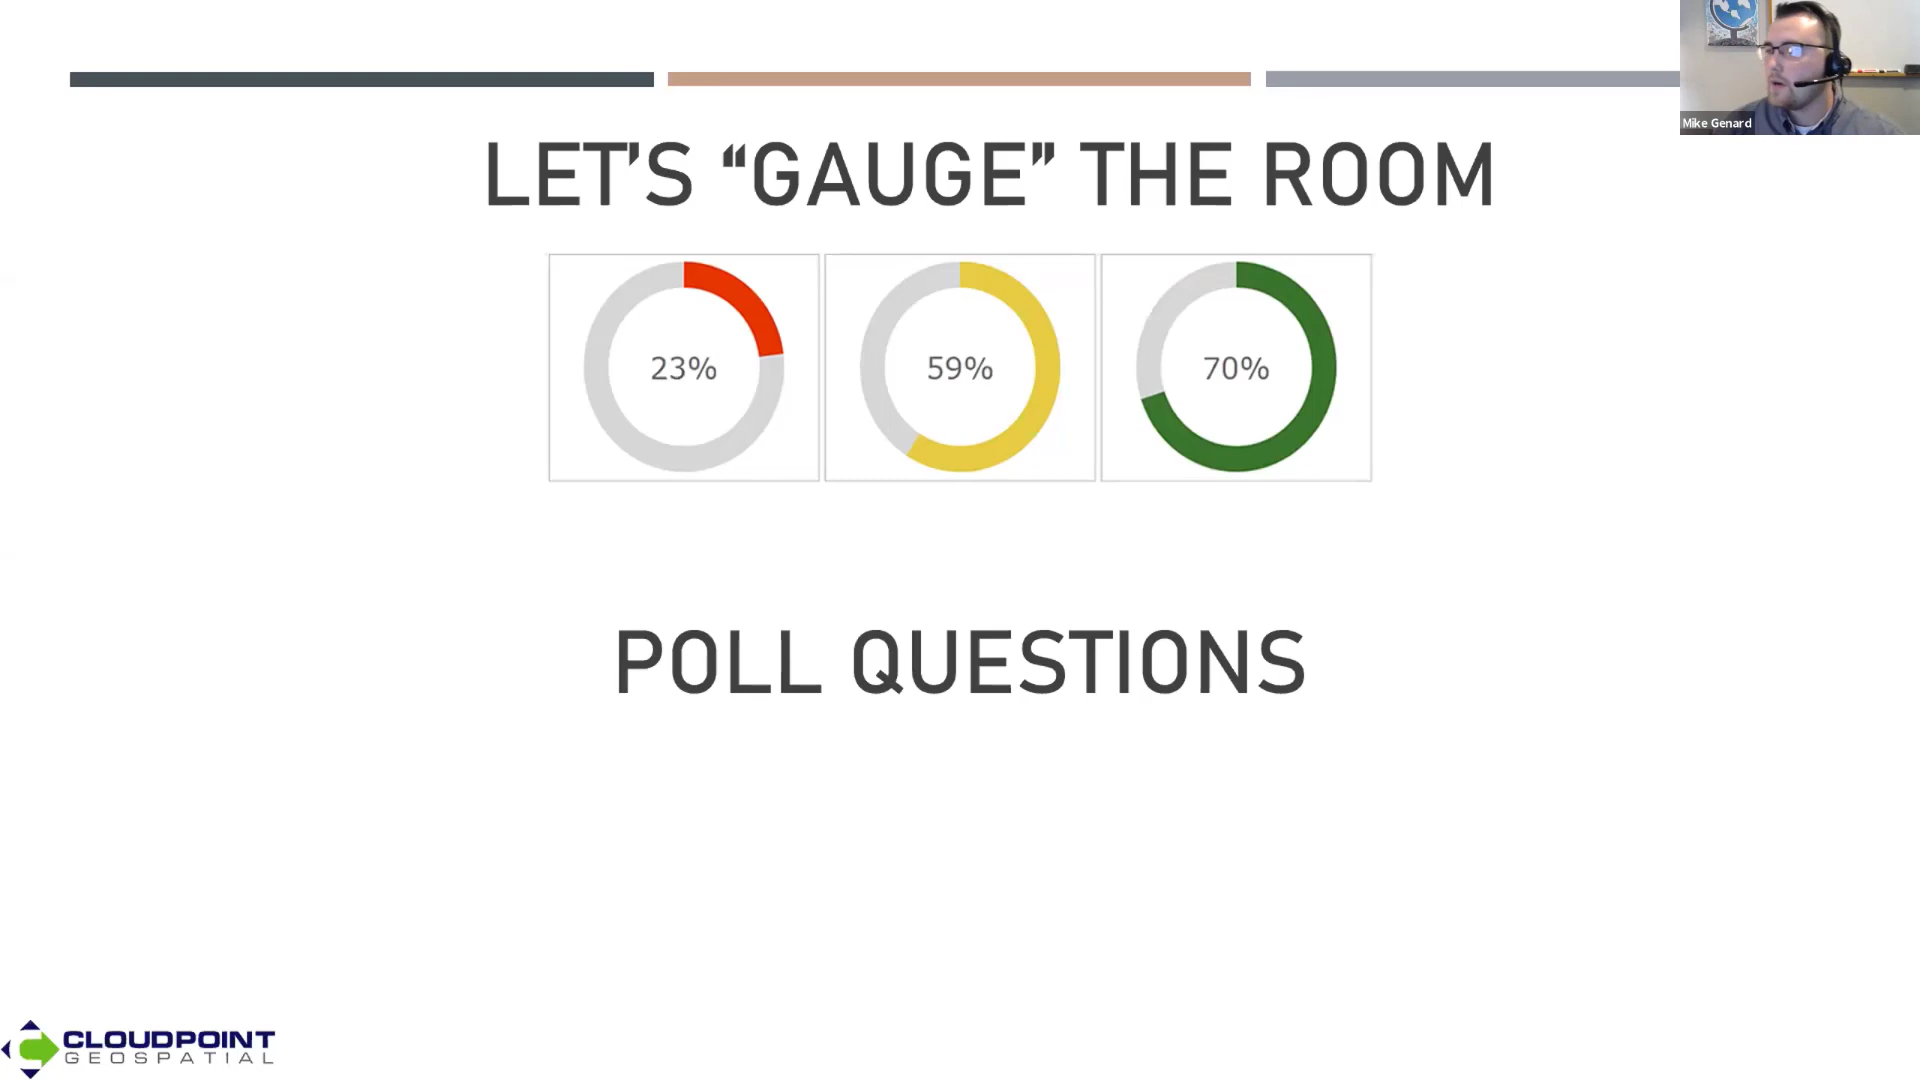 Mike Genard
LET’S “GAUGE” THE ROOM
23%
59%
70%
POLL QUESTIONS
CLOUDPOINT
GEOSPATIAL